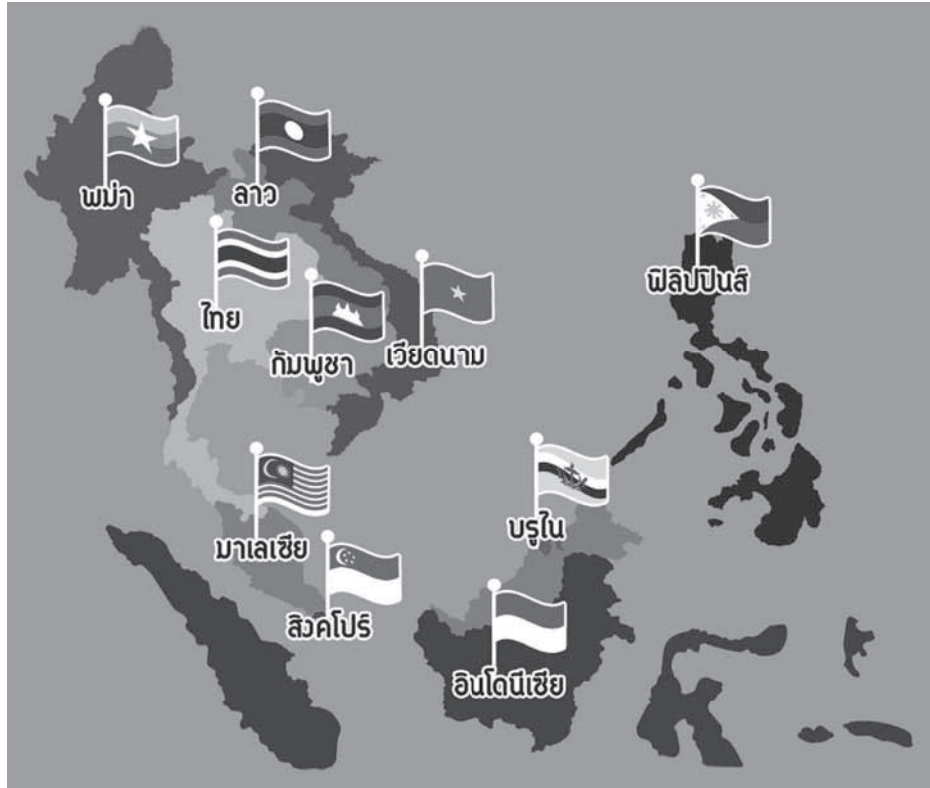 พม่า
ลาว
ฟิลิปปินส์
ไทย
กัมพูชา
เวียดนาม
มาเลเซีย
บรูไน
สิงคโปร์
อินโดนีเซีย